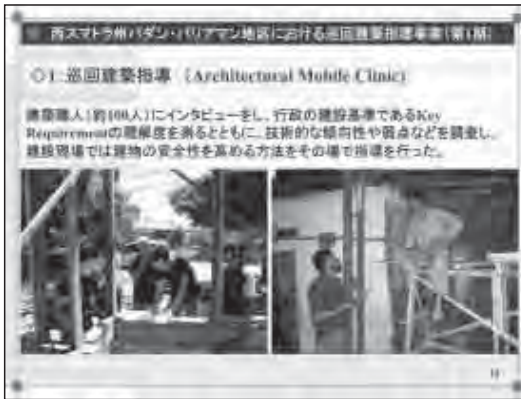 西スマトラ州パダン・パリアマン地区における巡回建築指導事業(第1期)
◇1. 巡回建築指導 (Architectural Mobile Clinic)
建築職人(約100人)にインタビューをし、行政の建設基準であるKey
Requirementの理解度を測るとともに、技術的な傾向性や弱点などを調査し、
建設現場では建物の安全性を高める方法をその場で指導を行った。